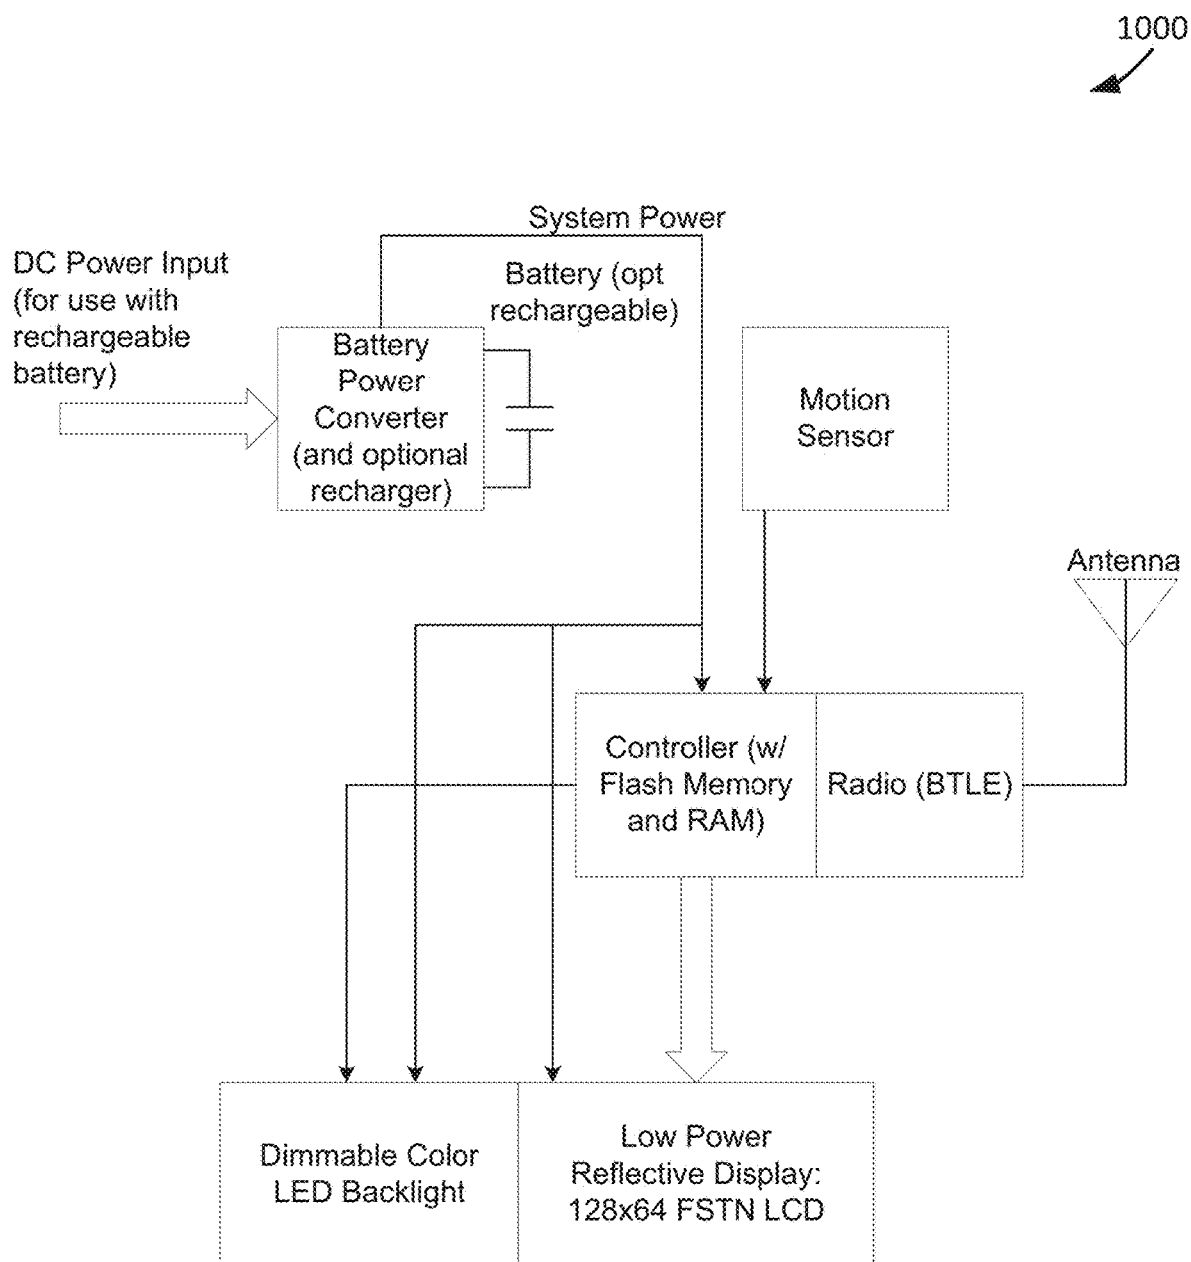 1000
System Power
DC Power Input
(for use with
rechargeable
battery)
Battery (opt
rechargeable)
Battery
Power
Converter
(and optional
recharger)
Motion
Sensor
Antenna
Controller (w/
Flash Memory
and RAM)
Radio (BTLE)
Dimmable Color
LED Backlight
Low Power
Reflective Display:
128x64 FSTN LCD